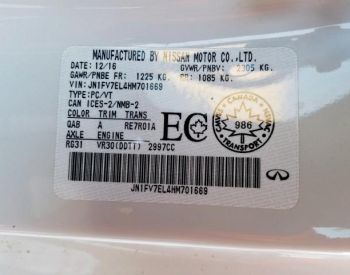 MANUFACTURED BY NISSAN MOTOR CO.,LTD.
DATE: 12/16 GVWR/PNBV: 2305 KG.
GAWR/PNBE FR: 1225 KG. RR: 1085 KG.
VIN: JN1FV7EL4HM701669
TYPE:PC/VT
CAN ICES-2/NMB-2
COLOR TRIM TRANS
QAB A RE7R01A
AXLE ENGINE
RG31 VR30(DDTT) 2997CC
EC
CANADA
986
TRANSPORT
JN1FV7EL4HM701669